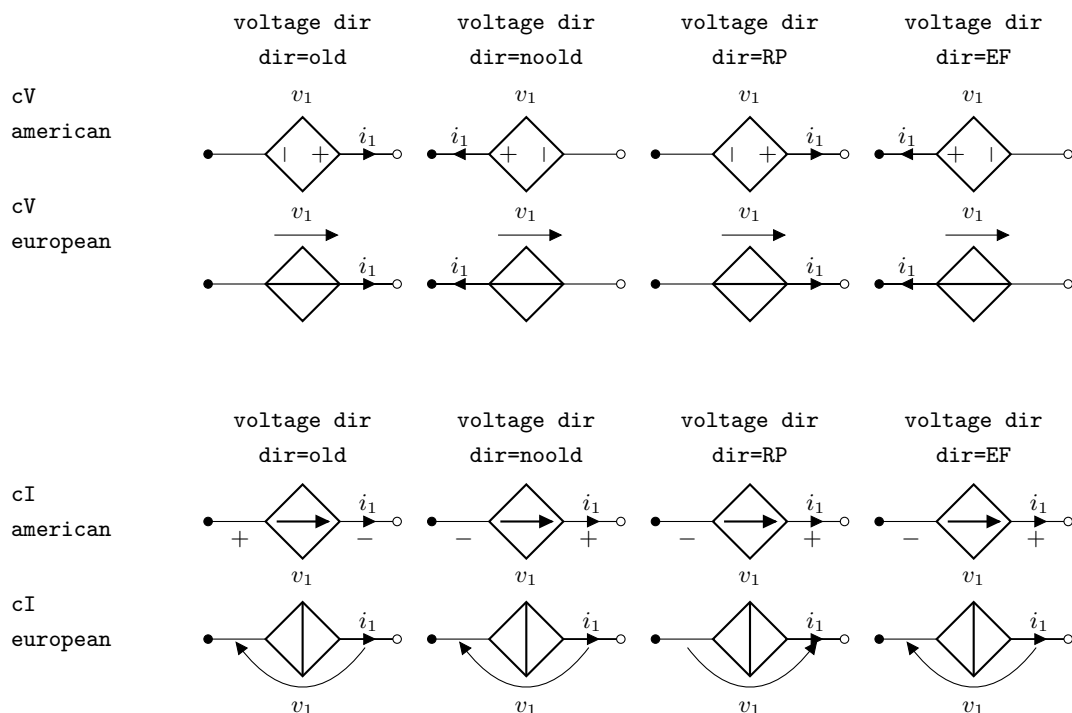 voltage dir voltage dir voltage dir voltage dir
dir=old dir=noold dir=RP dir=EF
cV v₁ v₁ v₁ v₁
american i₁ i₁ i₁ i₁
− + + − − + + −
cV v₁ v₁ v₁ v₁
european
i₁ i₁ i₁ i₁
voltage dir voltage dir voltage dir voltage dir
dir=old dir=noold dir=RP dir=EF
cI
american i₁ i₁ i₁ i₁
+ − − + − + − +
v₁ v₁ v₁ v₁
cI
european i₁ i₁ i₁ i₁
v₁ v₁ v₁ v₁